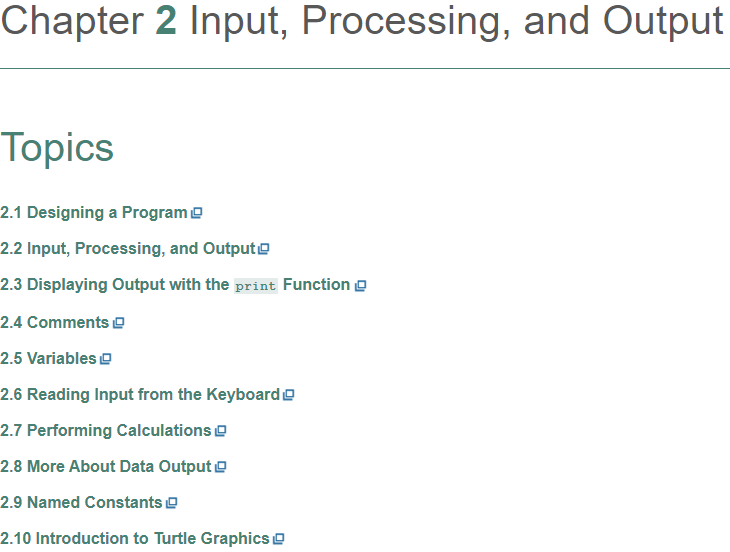 Chapter 2 Input, Processing, and Output
Topics
2.1 Designing a Program
2.2 Input, Processing, and Output
2.3 Displaying Output with the print Function
2.4 Comments
2.5 Variables
2.6 Reading Input from the Keyboard
2.7 Performing Calculations
2.8 More About Data Output
2.9 Named Constants
2.10 Introduction to Turtle Graphics